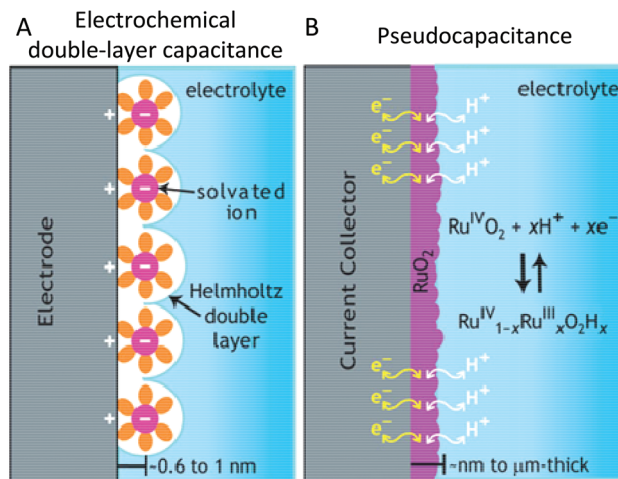 A
Electrochemical
double-layer capacitance
electrolyte
Electrode
+ −
+ −
solvated
ion
+ −
Helmholtz
double
layer
+ −
+ −
~0.6 to 1 nm
B
Pseudocapacitance
electrolyte
Current Collector
RuO₂
e⁻ H⁺
e⁻ H⁺
e⁻ H⁺
RuᴵⱽO₂ + xH⁺ + xe⁻
Ruᴵⱽ₁₋ₓRuᴵᴵᴵₓO₂Hₓ
e⁻ H⁺
e⁻ H⁺
e⁻ H⁺
~nm to μm-thick